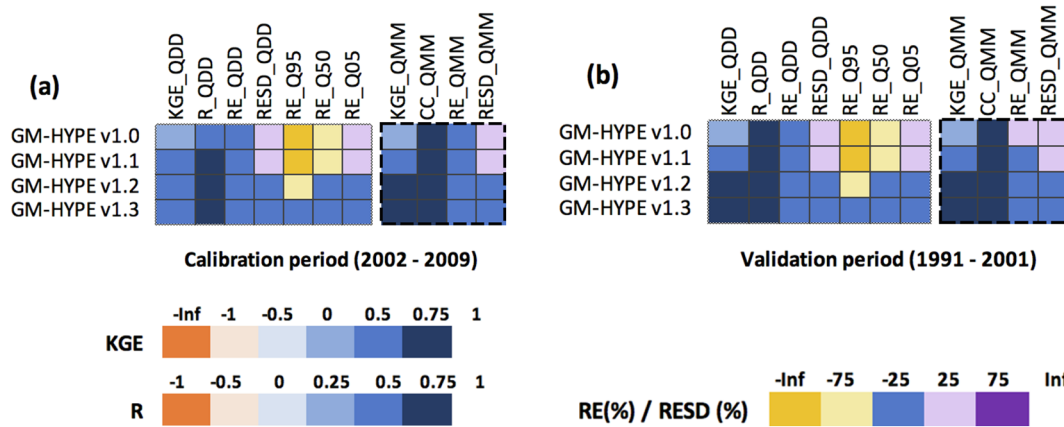 (a)
KGE_QDD
R_QDD
RE_QDD
RESD_QDD
RE_Q95
RE_Q50
RE_Q05
KGE_QMM
CC_QMM
RE_QMM
RESD_QMM
GM-HYPE v1.0
GM-HYPE v1.1
GM-HYPE v1.2
GM-HYPE v1.3
Calibration period (2002 - 2009)
(b)
KGE_QDD
R_QDD
RE_QDD
RESD_QDD
RE_Q95
RE_Q50
RE_Q05
KGE_QMM
CC_QMM
RE_QMM
RESD_QMM
GM-HYPE v1.0
GM-HYPE v1.1
GM-HYPE v1.2
GM-HYPE v1.3
Validation period (1991 - 2001)
-Inf -1 -0.5 0 0.5 0.75 1
KGE
-1 -0.5 0 0.25 0.5 0.75 1
R
-Inf -75 -25 25 75 Inf
RE(%) / RESD (%)